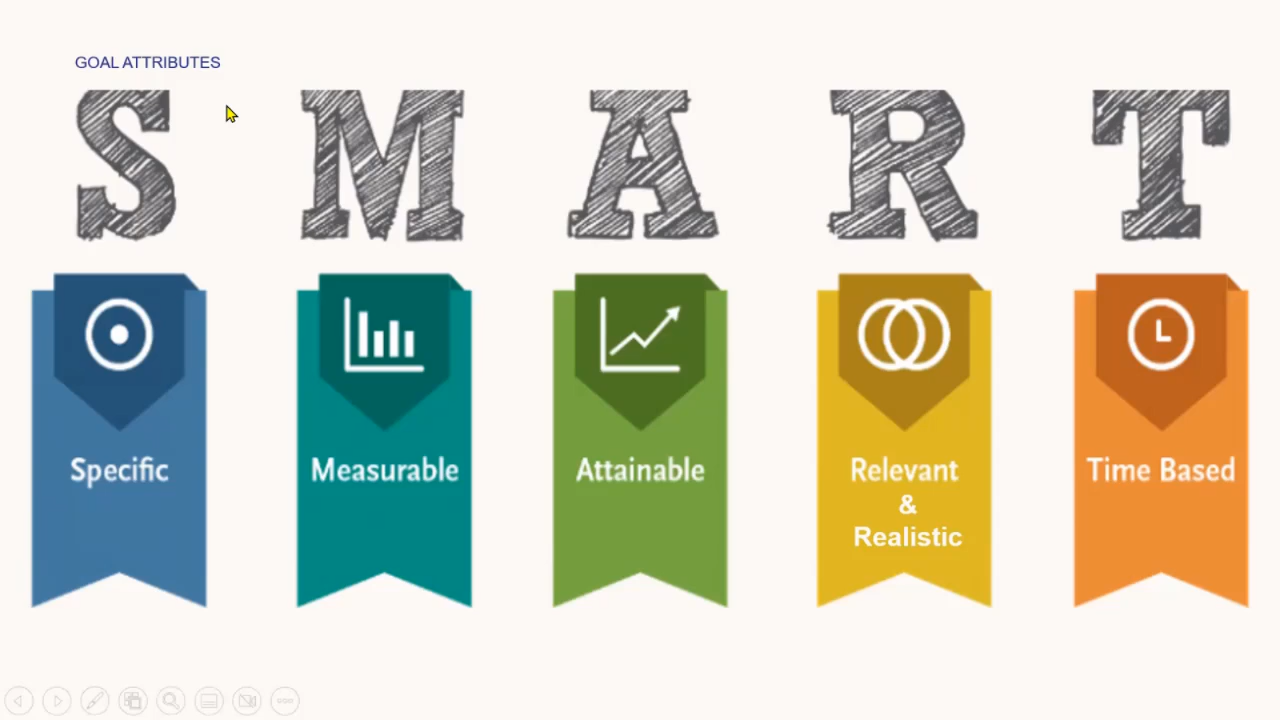 GOAL ATTRIBUTES
S M A R T
Specific
Measurable
Attainable
Relevant
&
Realistic
Time Based